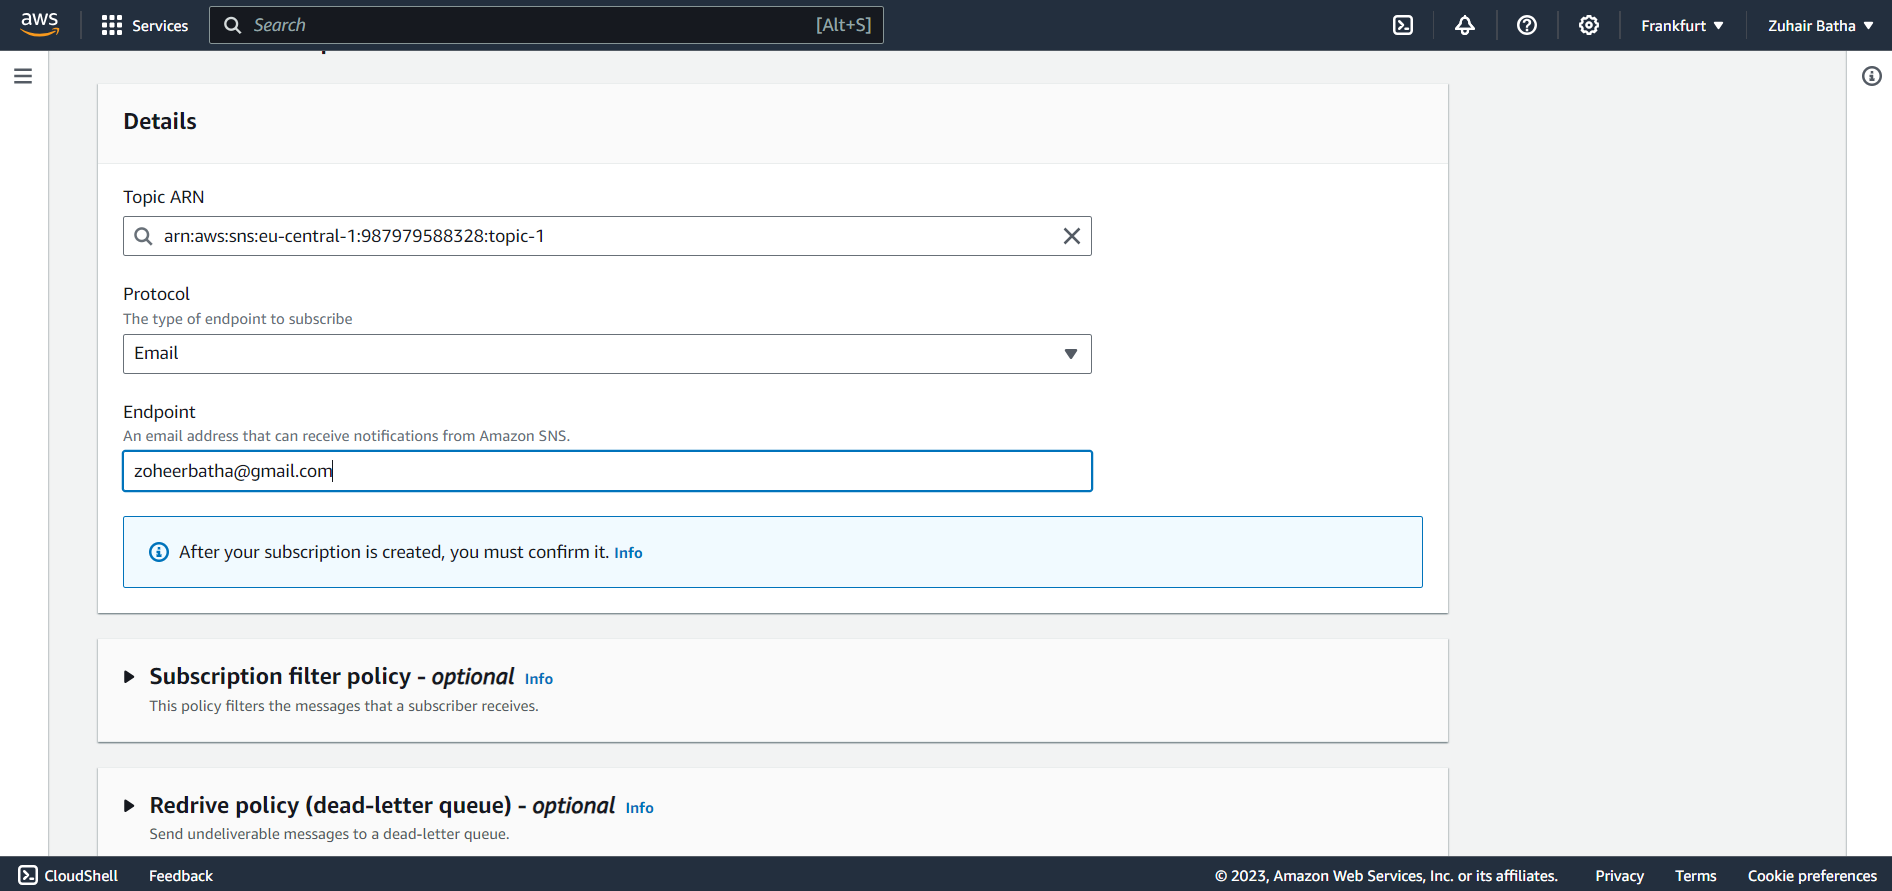 aws
Services
Search
[Alt+S]
Frankfurt
Zuhair Batha
Details
Topic ARN
arn:aws:sns:eu-central-1:987979588328:topic-1
Protocol
The type of endpoint to subscribe
Email
Endpoint
An email address that can receive notifications from Amazon SNS.
zoheerbatha@gmail.com
After your subscription is created, you must confirm it. Info
Subscription filter policy - optional Info
This policy filters the messages that a subscriber receives.
Redrive policy (dead-letter queue) - optional Info
Send undeliverable messages to a dead-letter queue.
CloudShell
Feedback
© 2023, Amazon Web Services, Inc. or its affiliates.
Privacy
Terms
Cookie preferences